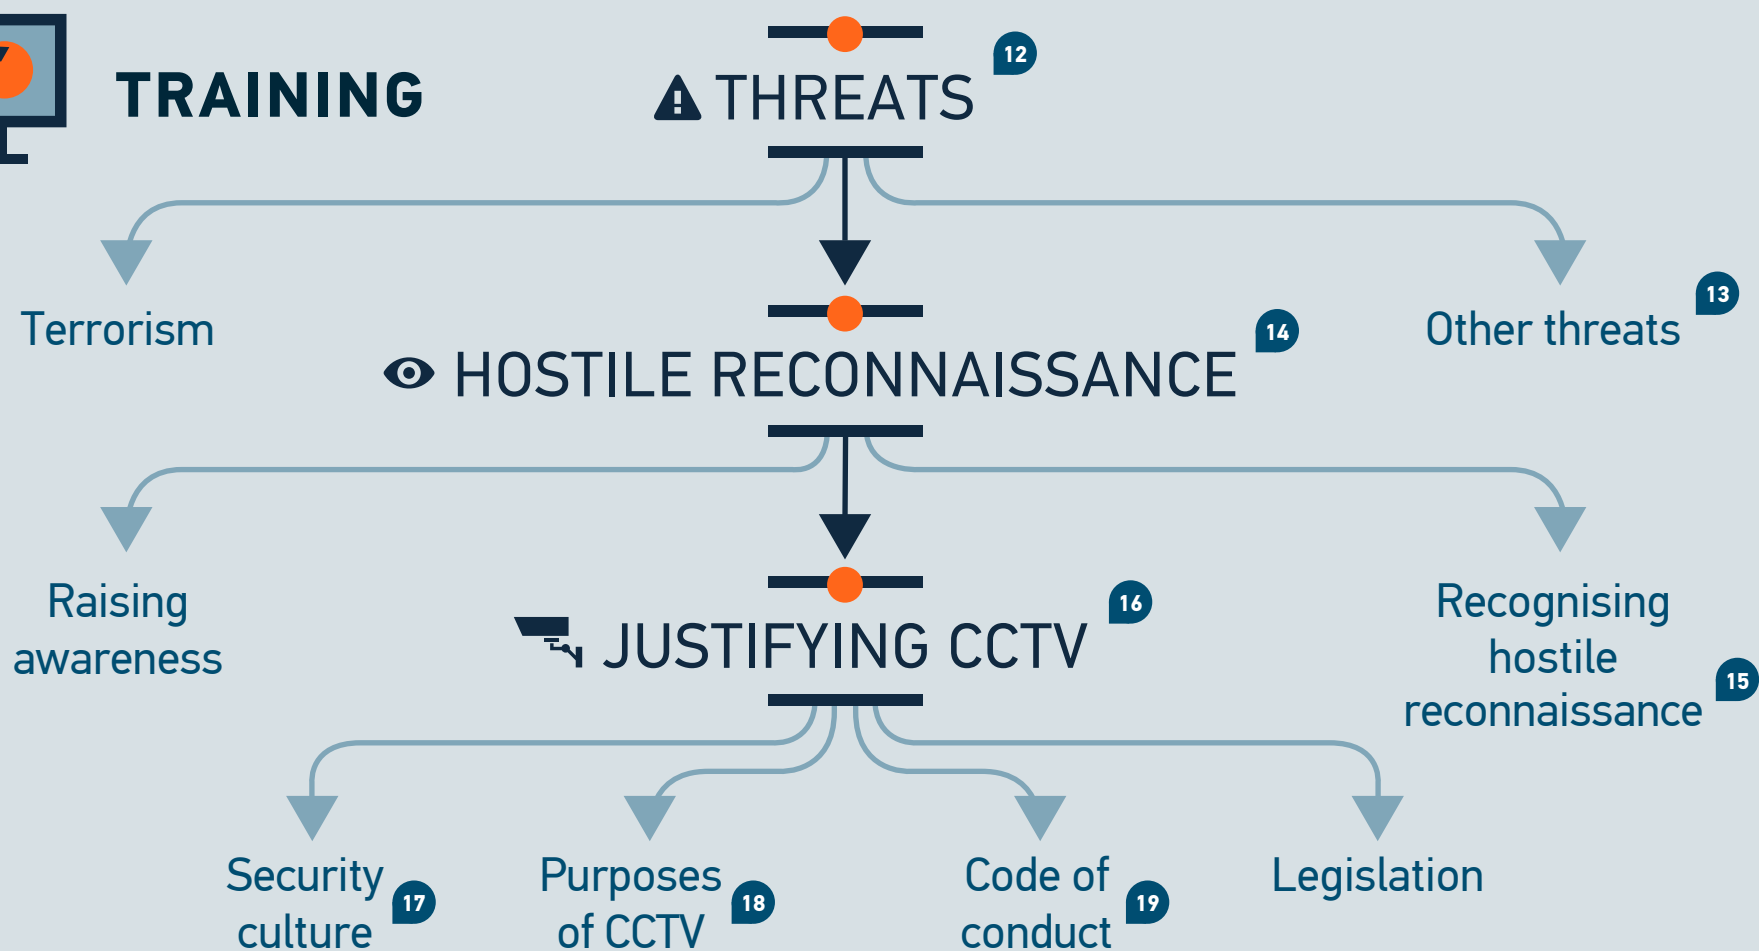 TRAINING
THREATS 12
Terrorism
Other threats 13
HOSTILE RECONNAISSANCE 14
Raising
awareness
Recognising
hostile
reconnaissance 15
JUSTIFYING CCTV 16
Security
culture 17
Purposes
of CCTV 18
Code of
conduct 19
Legislation